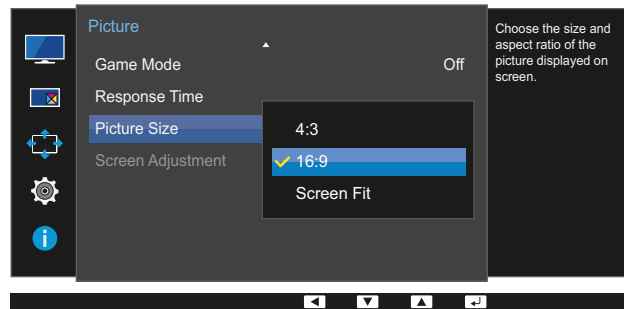 Picture
Game Mode Off
Response Time
Picture Size
Screen Adjustment
4:3
16:9
Screen Fit
Choose the size and
aspect ratio of the
picture displayed on
screen.